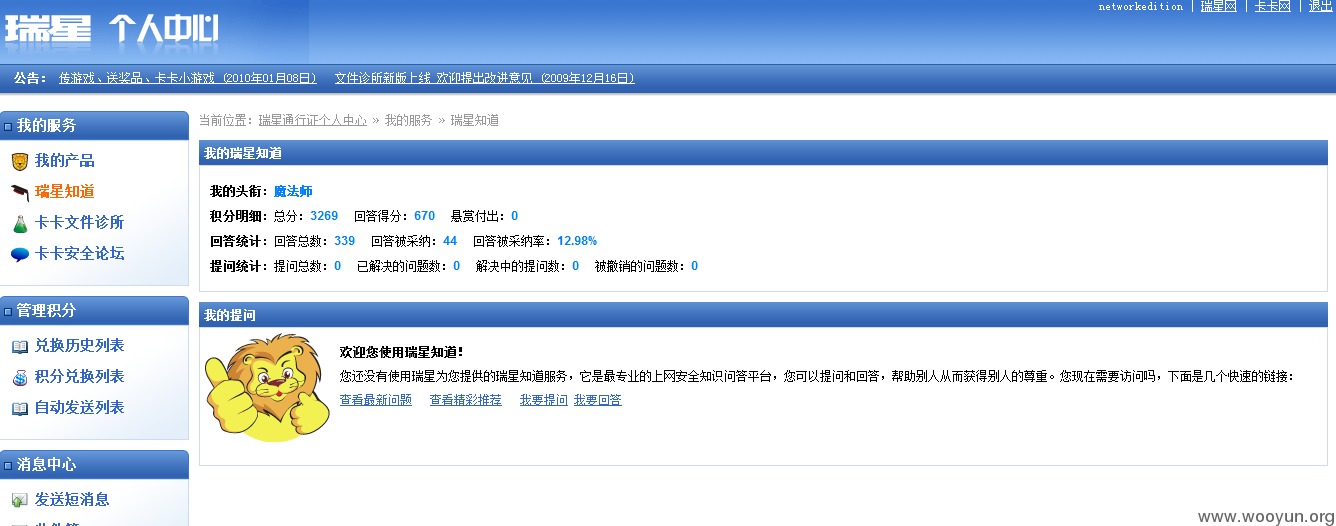 瑞星 个人中心
networkedition | 瑞星网 | 卡卡网 | 退出
公告： 传游戏、送奖品、卡卡小游戏 (2010年01月08日) 文件诊所新版上线 欢迎提出改进意见 (2009年12月16日)
我的服务
我的产品
瑞星知道
卡卡文件诊所
卡卡安全论坛
管理积分
兑换历史列表
积分兑换列表
自动发送列表
消息中心
发送短消息
当前位置：瑞星通行证个人中心 » 我的服务 » 瑞星知道
我的瑞星知道
我的头衔：魔法师
积分明细：总分：3269 回答得分：670 悬赏付出：0
回答统计：回答总数：339 回答被采纳：44 回答被采纳率：12.98%
提问统计：提问总数：0 已解决的问题数：0 解决中的提问数：0 被撤销的问题数：0
我的提问
欢迎您使用瑞星知道！
您还没有使用瑞星为您提供的瑞星知道服务，它是最专业的上网安全知识问答平台，您可以提问和回答，帮助别人从而获得别人的尊重。您现在需要访问吗，下面是几个快速的链接：
查看最新问题 查看精彩推荐 我要提问 我要回答
www.wooyun.org